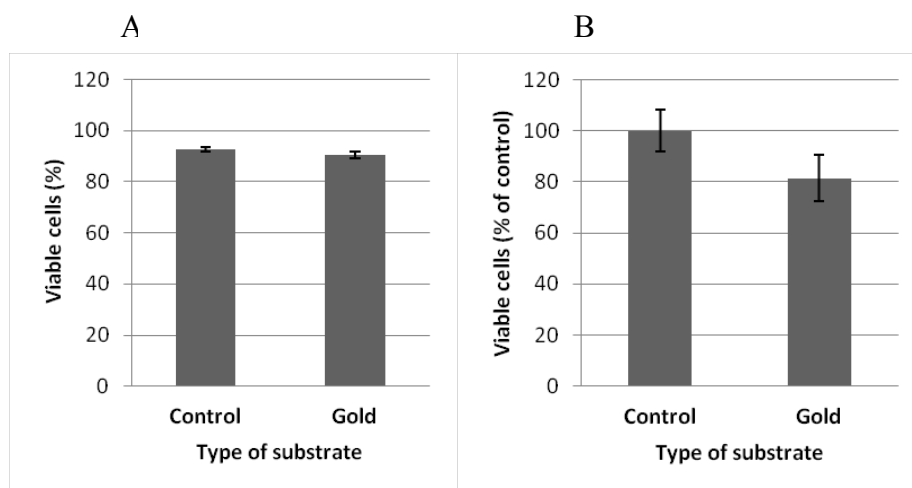 A
120
100
80
60
40
20
0
Viable cells (%)
Control Gold
Type of substrate
B
120
100
80
60
40
20
0
Viable cells (% of control)
Control Gold
Type of substrate